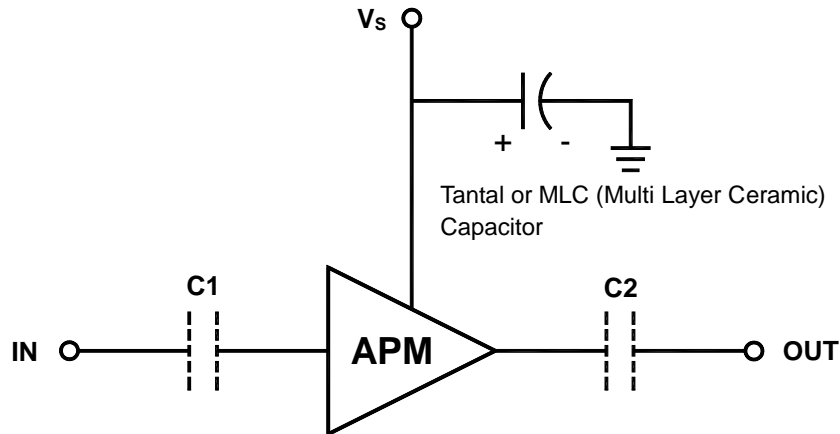 Vs
+ -
Tantal or MLC (Multi Layer Ceramic)
Capacitor
C1
C2
IN
APM
OUT